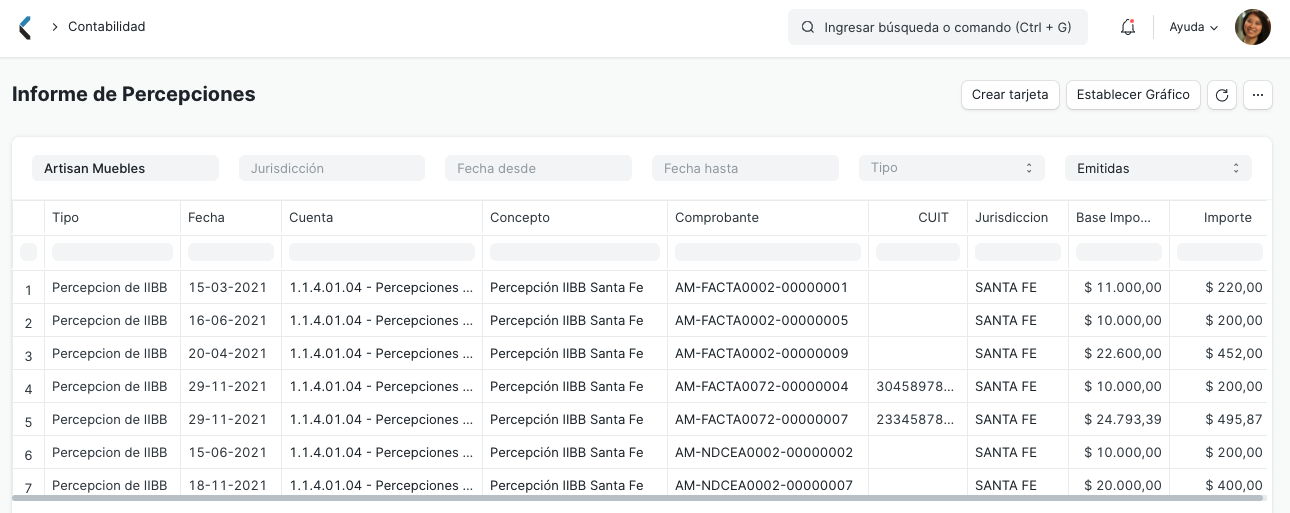 Contabilidad
Ingresar búsqueda o comando (Ctrl + G)
Ayuda
Informe de Percepciones
Crear tarjeta
Establecer Gráfico
Artisan Muebles
Jurisdicción
Fecha desde
Fecha hasta
Tipo
Emitidas
Tipo Fecha Cuenta Concepto Comprobante CUIT Jurisdiccion Base Impo... Importe
1 Percepcion de IIBB 15-03-2021 1.1.4.01.04 - Percepciones ... Percepción IIBB Santa Fe AM-FACTA0002-00000001 SANTA FE $ 11.000,00 $ 220,00
2 Percepcion de IIBB 16-06-2021 1.1.4.01.04 - Percepciones ... Percepción IIBB Santa Fe AM-FACTA0002-00000005 SANTA FE $ 10.000,00 $ 200,00
3 Percepcion de IIBB 20-04-2021 1.1.4.01.04 - Percepciones ... Percepción IIBB Santa Fe AM-FACTA0002-00000009 SANTA FE $ 22.600,00 $ 452,00
4 Percepcion de IIBB 29-11-2021 1.1.4.01.04 - Percepciones ... Percepción IIBB Santa Fe AM-FACTA0072-00000004 30458978... SANTA FE $ 10.000,00 $ 200,00
5 Percepcion de IIBB 29-11-2021 1.1.4.01.04 - Percepciones ... Percepción IIBB Santa Fe AM-FACTA0072-00000007 23345878... SANTA FE $ 24.793,39 $ 495,87
6 Percepcion de IIBB 15-06-2021 1.1.4.01.04 - Percepciones ... Percepción IIBB Santa Fe AM-NDCEA0002-00000002 SANTA FE $ 10.000,00 $ 200,00
7 Percepcion de IIBB 18-11-2021 1.1.4.01.04 - Percepciones ... Percepción IIBB Santa Fe AM-NDCEA0002-00000007 SANTA FE $ 20.000,00 $ 400,00